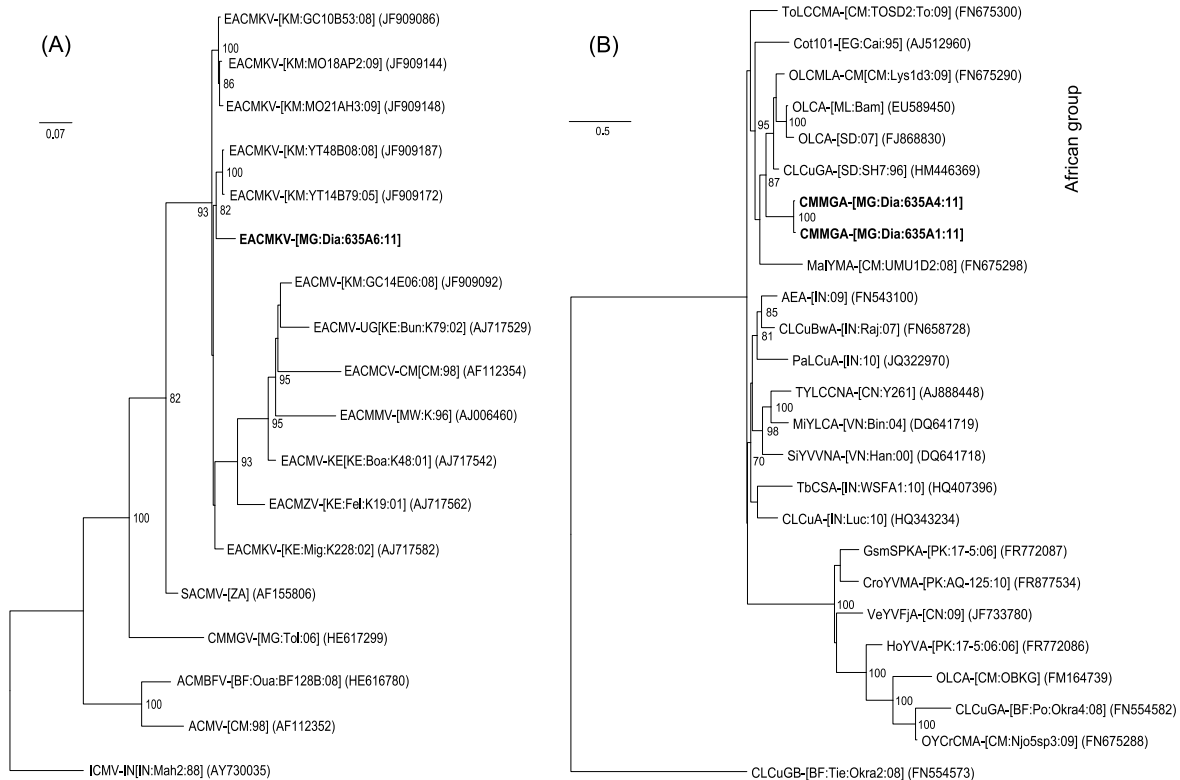 (A)
0.07
EACMKV-[KM:GC10B53:08] (JF909086)
100
EACMKV-[KM:MO18AP2:09] (JF909144)
86
EACMKV-[KM:MO21AH3:09] (JF909148)
EACMKV-[KM:YT48B08:08] (JF909187)
100
EACMKV-[KM:YT14B79:05] (JF909172)
93
82
EACMKV-[MG:Dia:635A6:11]
EACMV-[KM:GC14E06:08] (JF909092)
EACMV-UG[KE:Bun:K79:02] (AJ717529)
EACMCV-CM[CM:98] (AF112354)
95
82
EACMMV-[MW:K:96] (AJ006460)
95
EACMV-KE[KE:Boa:K48:01] (AJ717542)
93
EACMZV-[KE:Fel:K19:01] (AJ717562)
100
EACMKV-[KE:Mig:K228:02] (AJ717582)
SACMV-[ZA] (AF155806)
CMMGV-[MG:Tol:06] (HE617299)
ACMBFV-[BF:Oua:BF128B:08] (HE616780)
100
ACMV-[CM:98] (AF112352)
ICMV-IN[IN:Mah2:88] (AY730035)
(B)
0.5
ToLCCMA-[CM:TOSD2:To:09] (FN675300)
Cot101-[EG:Cai:95] (AJ512960)
OLCMLA-CM[CM:Lys1d3:09] (FN675290)
OLCA-[ML:Bam] (EU589450)
95
100
OLCA-[SD:07] (FJ868830)
CLCuGA-[SD:SH7:96] (HM446369)
87
CMMGA-[MG:Dia:635A4:11]
100
CMMGA-[MG:Dia:635A1:11]
MalYMA-[CM:UMU1D2:08] (FN675298)
African group
AEA-[IN:09] (FN543100)
85
CLCuBwA-[IN:Raj:07] (FN658728)
81
PaLCuA-[IN:10] (JQ322970)
TYLCCNA-[CN:Y261] (AJ888448)
100
MiYLCA-[VN:Bin:04] (DQ641719)
98
SiYVVNA-[VN:Han:00] (DQ641718)
70
TbCSA-[IN:WSFA1:10] (HQ407396)
CLCuA-[IN:Luc:10] (HQ343234)
GsmSPKA-[PK:17-5:06] (FR772087)
CroYVMA-[PK:AQ-125:10] (FR877534)
100
VeYVFjA-[CN:09] (JF733780)
HoYVA-[PK:17-5:06:06] (FR772086)
100
OLCA-[CM:OBKG] (FM164739)
100
CLCuGA-[BF:Po:Okra4:08] (FN554582)
100
OYCrCMA-[CM:Njo5sp3:09] (FN675288)
CLCuGB-[BF:Tie:Okra2:08] (FN554573)